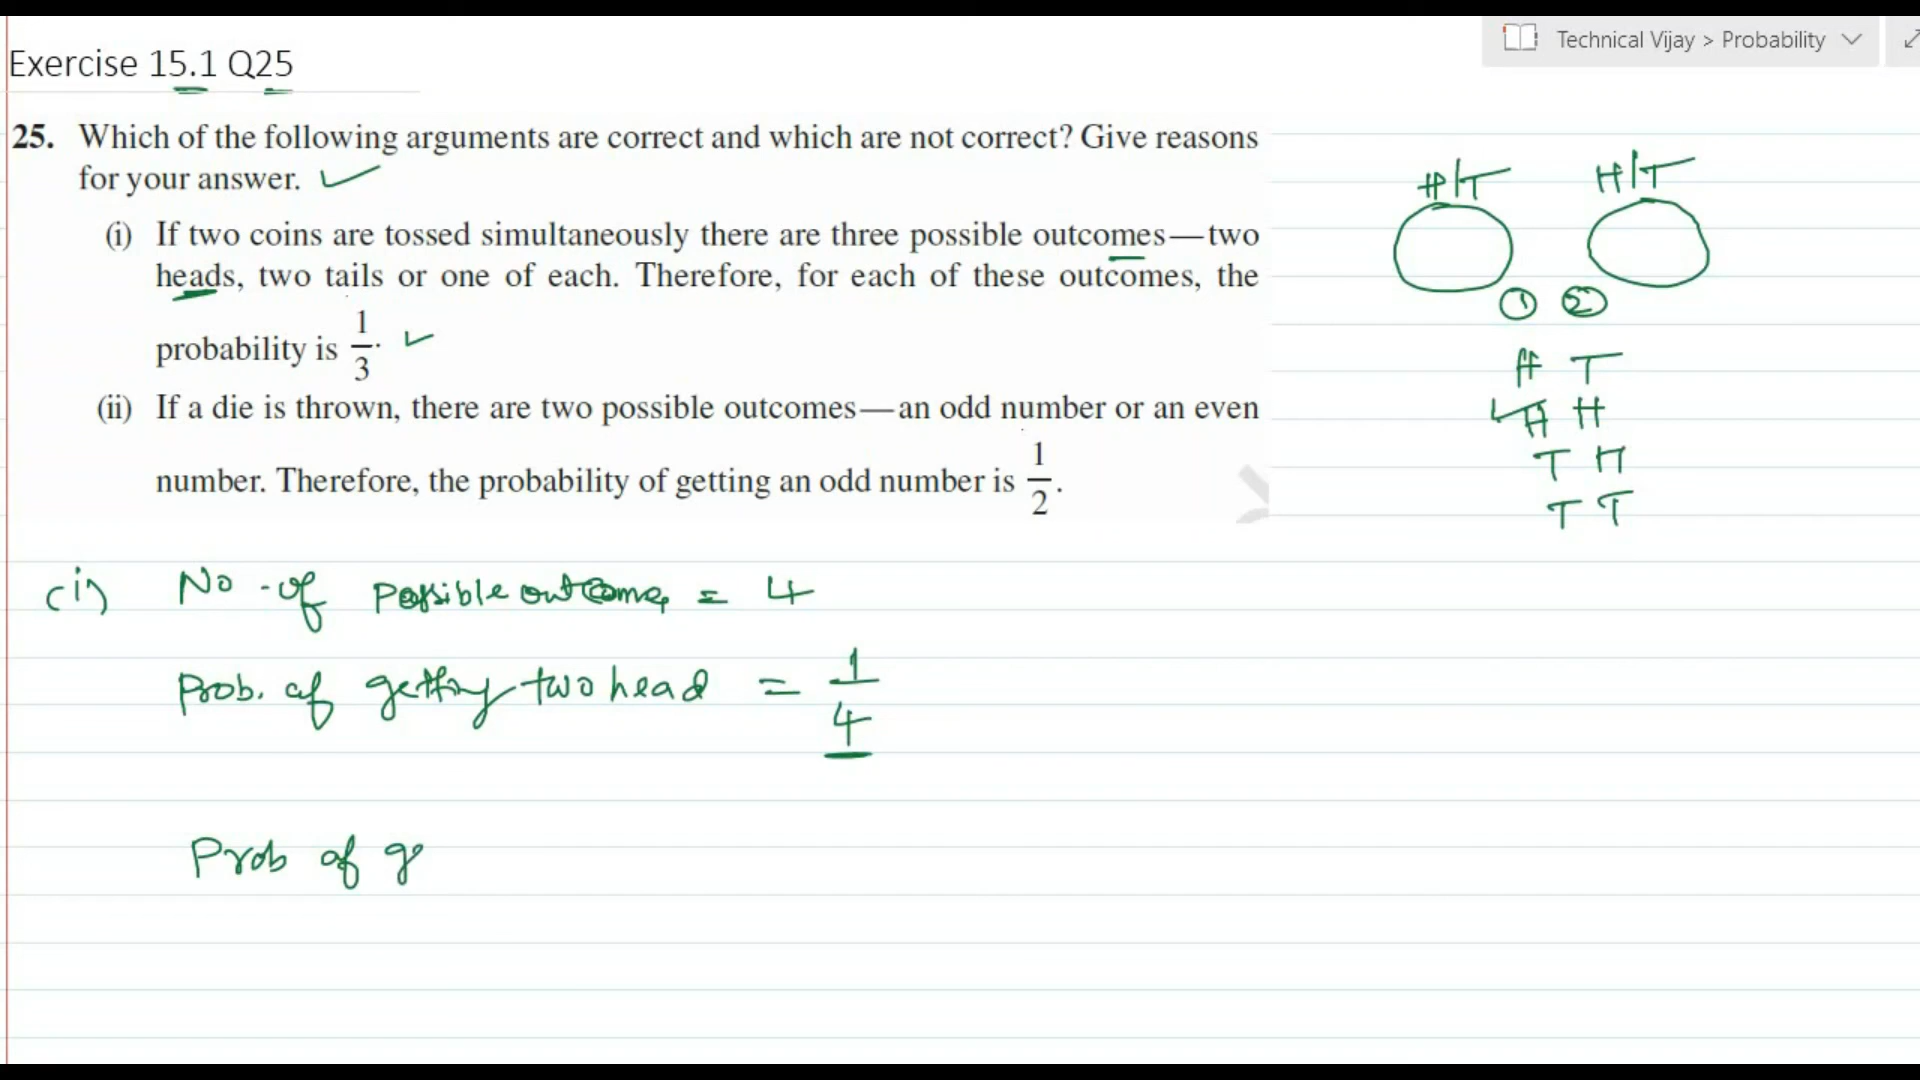 Technical Vijay > Probability
Exercise 15.1 Q25
25. Which of the following arguments are correct and which are not correct? Give reasons
for your answer.
(i) If two coins are tossed simultaneously there are three possible outcomes—two
heads, two tails or one of each. Therefore, for each of these outcomes, the
probability is 1/3.
(ii) If a die is thrown, there are two possible outcomes—an odd number or an even
number. Therefore, the probability of getting an odd number is 1/2.
H/T H/T
1 2
H T
H H
T H
T T
(i) No. of possible outcomes = 4
Prob. of getting two head = 1/4
Prob of g